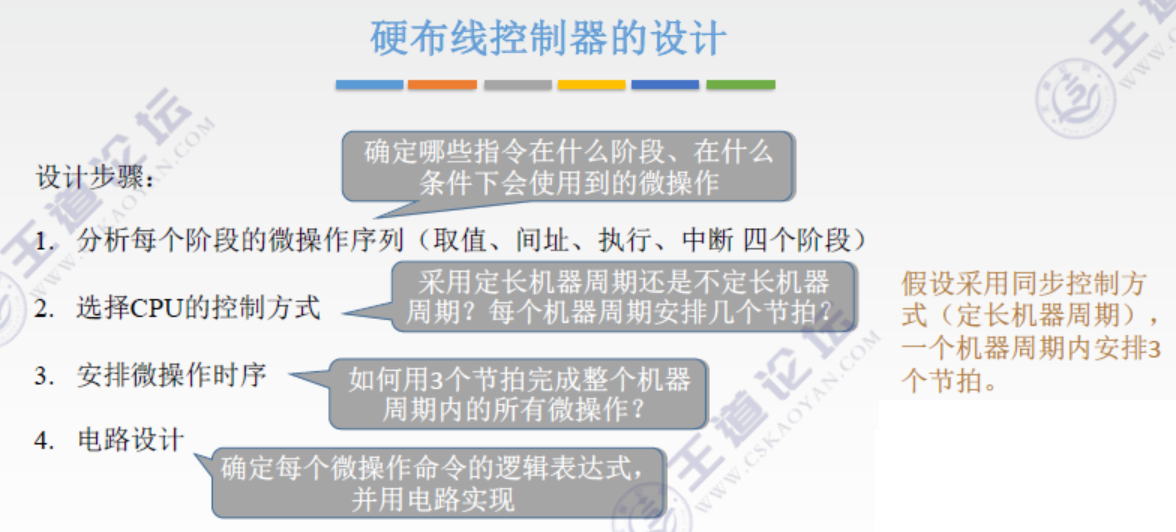 硬布线控制器的设计
设计步骤：
确定哪些指令在什么阶段、在什么
条件下会使用到的微操作
1. 分析每个阶段的微操作序列（取值、间址、执行、中断 四个阶段）
2. 选择CPU的控制方式
采用定长机器周期还是不定长机器
周期？每个机器周期安排几个节拍？
假设采用同步控制方
式（定长机器周期），
一个机器周期内安排3
个节拍。
3. 安排微操作时序
如何用3个节拍完成整个机器
周期内的所有微操作？
4. 电路设计
确定每个微操作命令的逻辑表达式，
并用电路实现
王道论坛
WWW.CSKAOYAN.COM